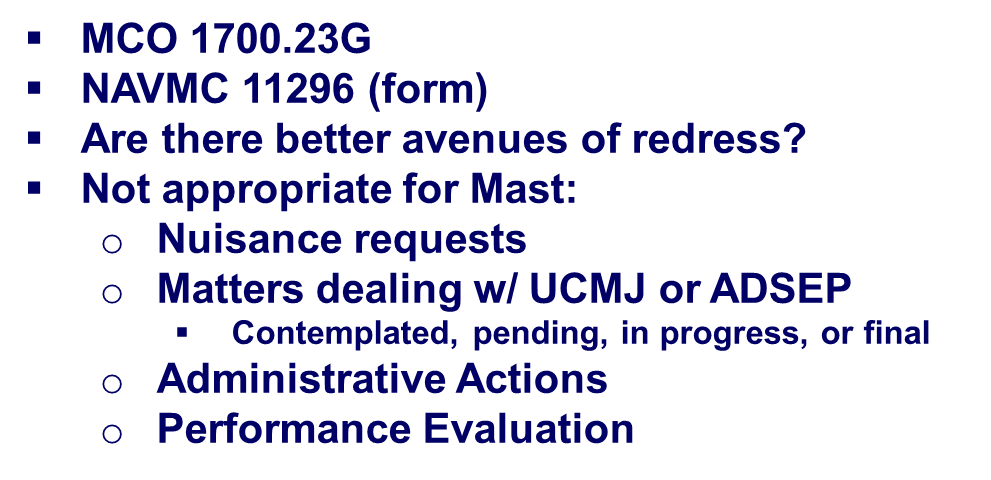 ▪ MCO 1700.23G
▪ NAVMC 11296 (form)
▪ Are there better avenues of redress?
▪ Not appropriate for Mast:
o Nuisance requests
o Matters dealing w/ UCMJ or ADSEP
▪ Contemplated, pending, in progress, or final
o Administrative Actions
o Performance Evaluation